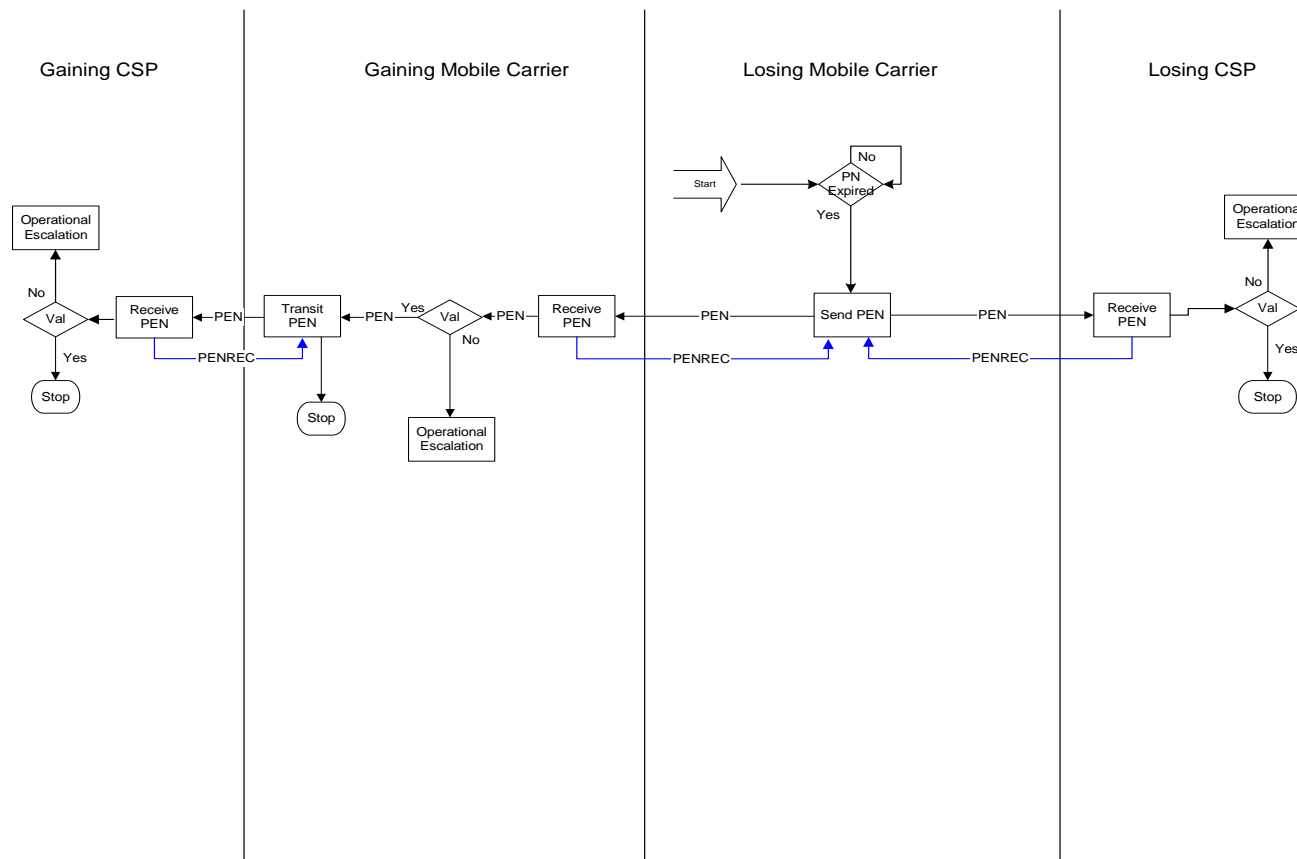 Gaining CSP
Gaining Mobile Carrier
Losing Mobile Carrier
Losing CSP
No
PN
Expired
Start
Yes
Operational
Escalation
No
Val
Yes
Stop
Receive
PEN
PEN
PENREC
Transit
PEN
Stop
PEN
Yes
Val
No
Operational
Escalation
PEN
Receive
PEN
PEN
PENREC
Send PEN
PEN
PENREC
Receive
PEN
Operational
Escalation
No
Val
Yes
Stop